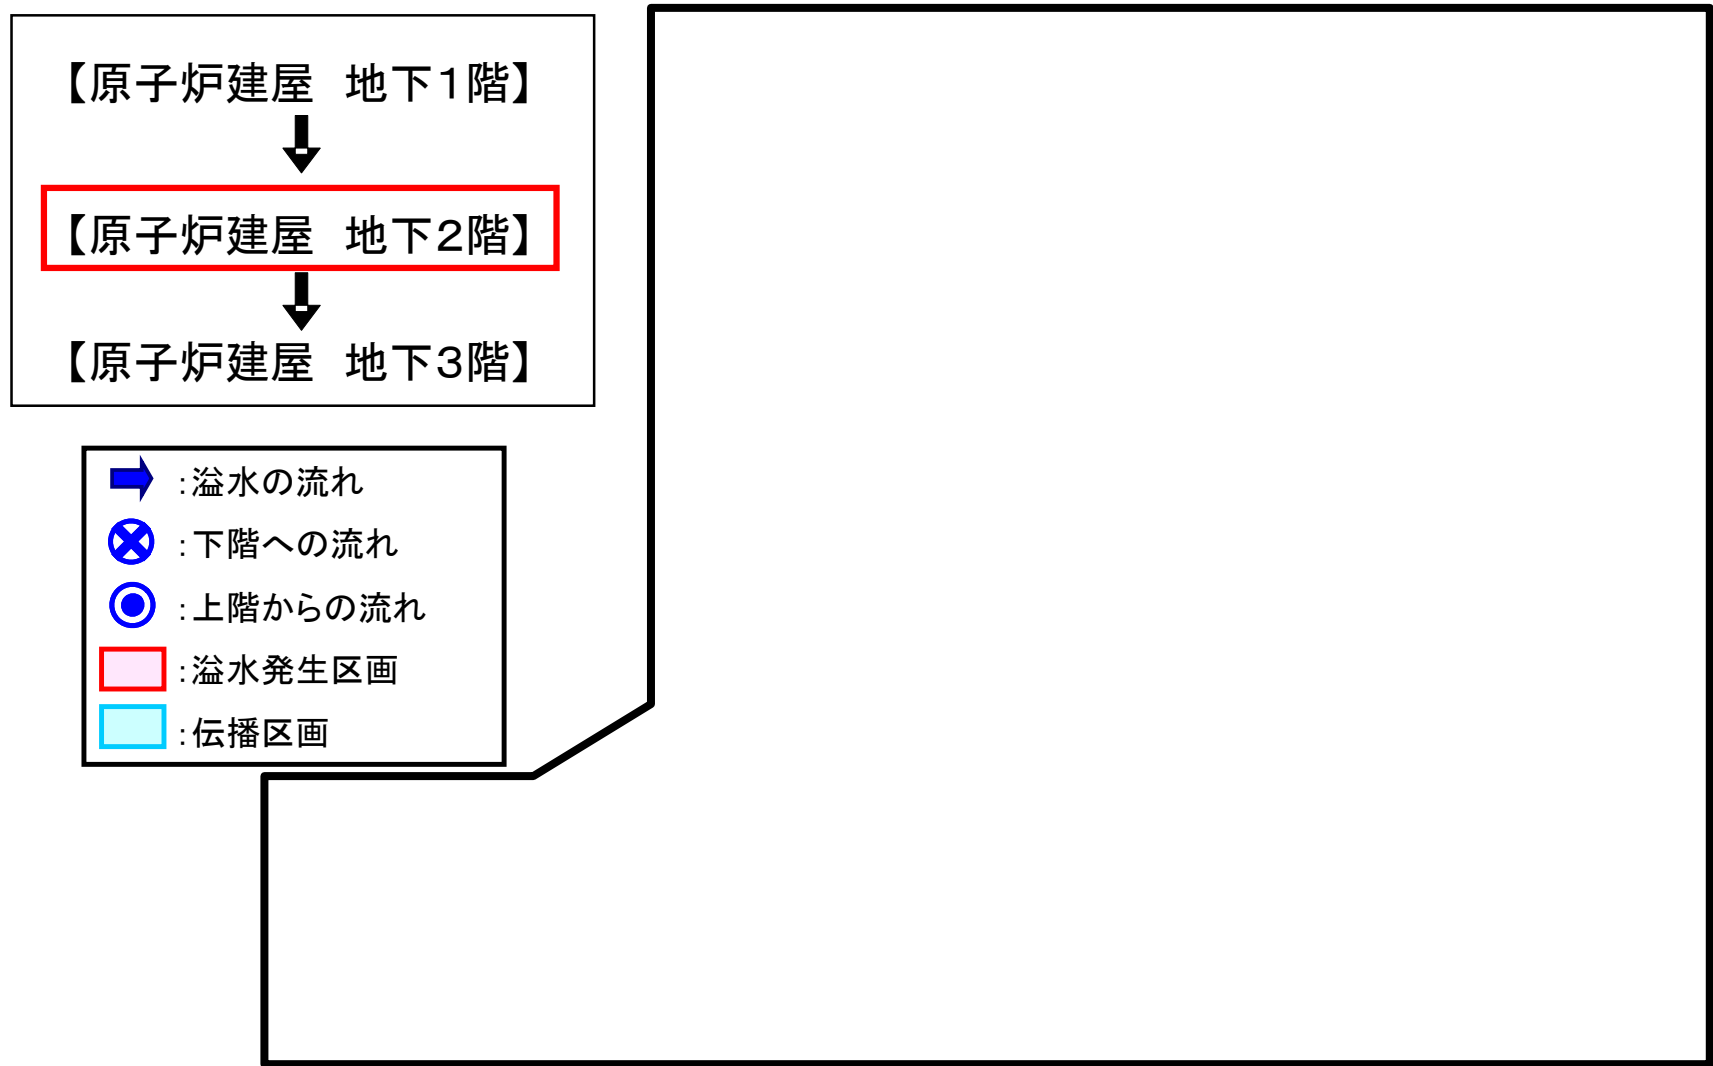 【原子炉建屋　地下１階】
【原子炉建屋　地下２階】
【原子炉建屋　地下３階】
：溢水の流れ
：下階への流れ
：上階からの流れ
：溢水発生区画
：伝播区画